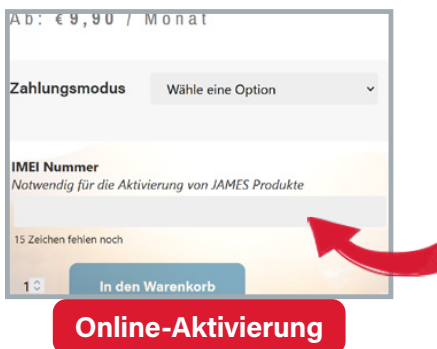 Ab: €9,90 / Monat
Zahlungsmodus Wähle eine Option
IMEI Nummer
Notwendig für die Aktivierung von JAMES Produkte
15 Zeichen fehlen noch
1 In den Warenkorb
Online-Aktivierung